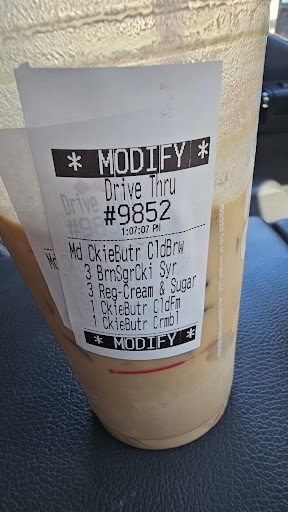 * MODIFY *
Drive Thru
#9852
1:07:07 PM
Md CkieButr CldBrw
3 BrnSgrCki Syr
3 Reg-Cream & Sugar
1 CkieButr CldFm
1 CkieButr Crmbl
* MODIFY *